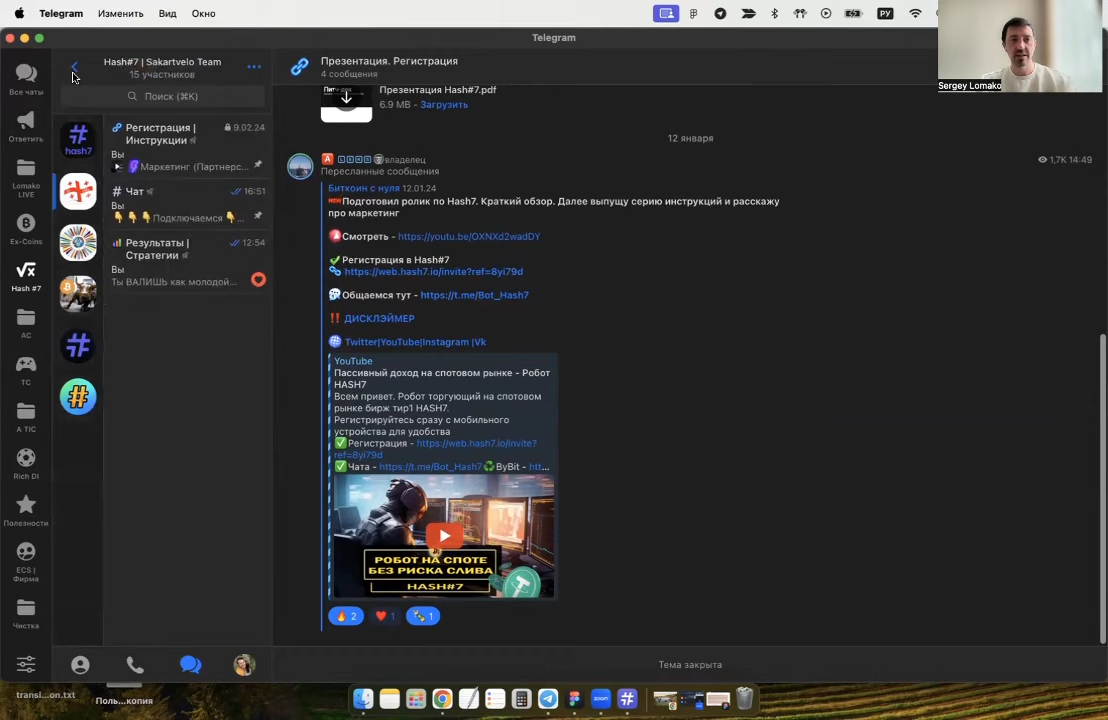 Telegram
Изменить
Вид
Окно
РУ
Telegram
Sergey Lomako
Все чаты
Ответить
Lomako
LIVE
Ex-Coins
Hash #7
AC
TC
A TIC
Rich Di
Полезности
ECS |
Фирма
Чистка
Hash#7 | Sakartvelo Team
15 участников
Поиск (⌘K)
hash7
Регистрация |
Инструкции
9.02.24
Вы
Маркетинг (Партнерс...
# Чат
16:51
Подключаемся
Результаты |
Стратегии
12:54
Вы
Ты ВАЛИШЬ как молодой...
Презентация. Регистрация
4 сообщения
Презентация Hash#7.pdf
6.9 MB - Загрузить
12 января
владелец
1,7K 14:49
Пересланные сообщения
Биткоин с нуля 12.01.24
Подготовил ролик по Hash7. Краткий обзор. Далее выпущу серию инструкций и расскажу
про маркетинг
Смотреть - https://youtu.be/OXNXd2wadDY
Регистрация в Hash#7
https://web.hash7.io/invite?ref=8yi79d
Общаемся тут - https://t.me/Bot_Hash7
ДИСКЛЭЙМЕР
Twitter|YouTube|Instagram |Vk
YouTube
Пассивный доход на спотовом рынке - Робот
HASH7
Всем привет. Робот торгующий на спотовом
рынке бирж тир1 HASH7.
Регистрируйтесь сразу с мобильного
устройства для удобства
Регистрация - https://web.hash7.io/invite?
ref=8yi79d
Чата - https://t.me/Bot_Hash7 ByBit - htt...
РОБОТ НА СПОТЕ
БЕЗ РИСКА СЛИВА
HASH#7
2
1
1
Тема закрыта
transl...on.txt
Поль...копия